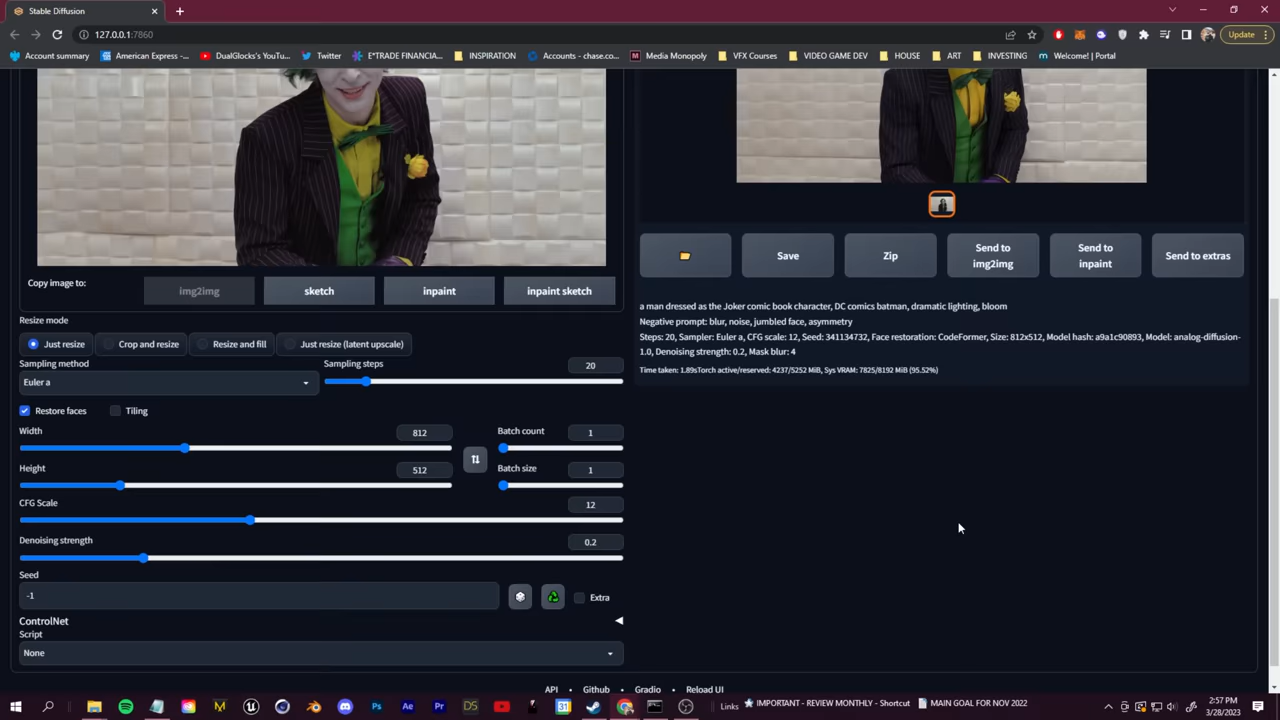 Stable Diffusion
127.0.0.1:7860
Update
Account summary
American Express -...
DualGlocks's YouTu...
Twitter
E*TRADE FINANCIA...
INSPIRATION
Accounts - chase.co...
Media Monopoly
VFX Courses
VIDEO GAME DEV
HOUSE
ART
INVESTING
Welcome! | Portal
Copy image to:
img2img
sketch
inpaint
inpaint sketch
Resize mode
Just resize
Crop and resize
Resize and fill
Just resize (latent upscale)
Sampling method
Euler a
Sampling steps
20
Restore faces
Tiling
Width
812
Batch count
1
Height
512
Batch size
1
CFG Scale
12
Denoising strength
0.2
Seed
-1
Extra
ControlNet
Script
None
Save
Zip
Send to
img2img
Send to
inpaint
Send to extras
a man dressed as the Joker comic book character, DC comics batman, dramatic lighting, bloom
Negative prompt: blur, noise, jumbled face, asymmetry
Steps: 20, Sampler: Euler a, CFG scale: 12, Seed: 341134732, Face restoration: CodeFormer, Size: 812x512, Model hash: a9a1c90893, Model: analog-diffusion-
1.0, Denoising strength: 0.2, Mask blur: 4
Time taken: 1.89sTorch active/reserved: 4237/5252 MiB, Sys VRAM: 7825/8192 MiB (95.52%)
API • Github • Gradio • Reload UI
Links
IMPORTANT - REVIEW MONTHLY - Shortcut
MAIN GOAL FOR NOV 2022
2:57 PM
3/28/2023